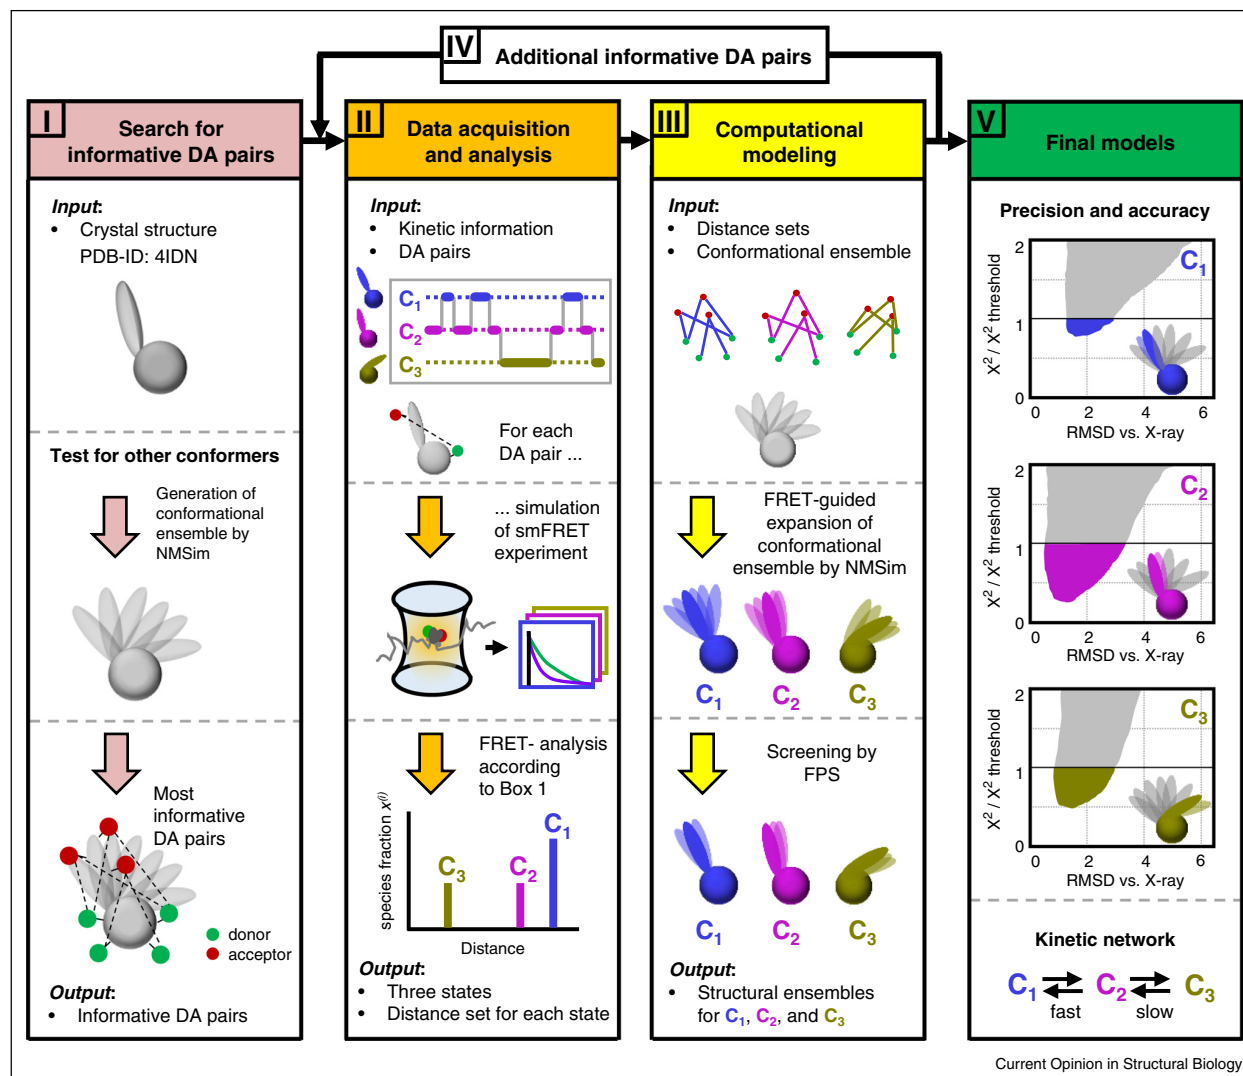 IV
Additional informative DA pairs
I
Search for
informative DA pairs
Input:
• Crystal structure
PDB-ID: 4IDN
Test for other conformers
Generation of
conformational
ensemble by
NMSim
Most
informative
DA pairs
donor
acceptor
Output:
• Informative DA pairs
II
Data acquisition
and analysis
Input:
• Kinetic information
• DA pairs
C1
C2
C3
For each
DA pair ...
... simulation
of smFRET
experiment
FRET- analysis
according
to Box 1
species fraction x(i)
C3
C2
C1
Distance
Output:
• Three states
• Distance set for each state
III
Computational
modeling
Input:
• Distance sets
• Conformational ensemble
FRET-guided
expansion of
conformational
ensemble by NMSim
C1 C2 C3
Screening by
FPS
C1 C2 C3
Output:
• Structural ensembles
for C1, C2, and C3
V
Final models
Precision and accuracy
C1
X2 / X2 threshold
2
1
0
0 2 4 6
RMSD vs. X-ray
C2
X2 / X2 threshold
2
1
0
0 2 4 6
RMSD vs. X-ray
C3
X2 / X2 threshold
2
1
0
0 2 4 6
RMSD vs. X-ray
Kinetic network
C1 C2 C3
fast slow
Current Opinion in Structural Biology